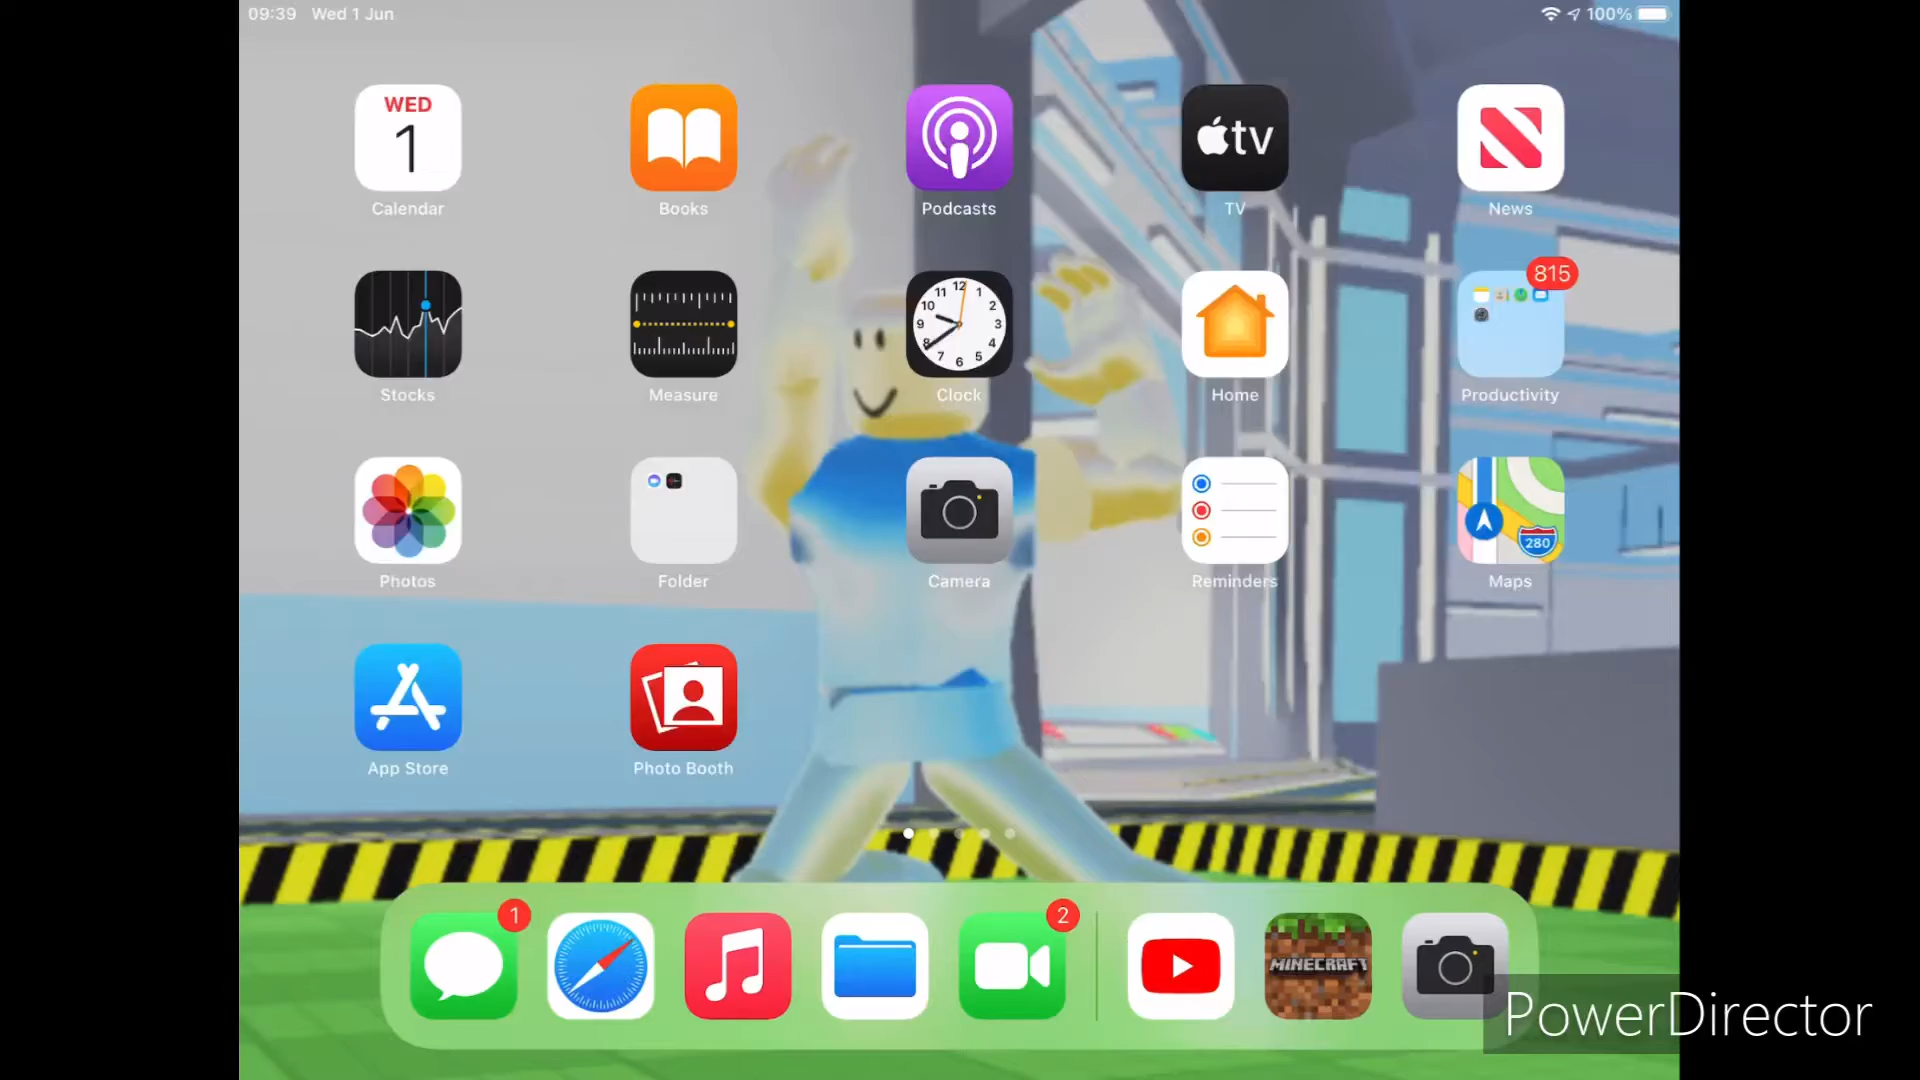 09:39 Wed 1 Jun
100%
WED
1
tv
Calendar
Books
Podcasts
TV
News
12
1
2
3
4
5
6
7
8
9
10
11
815
Stocks
Measure
Clock
Home
Productivity
280
Photos
Folder
Camera
Reminders
Maps
App Store
Photo Booth
1
2
MINECRAFT
PowerDirector